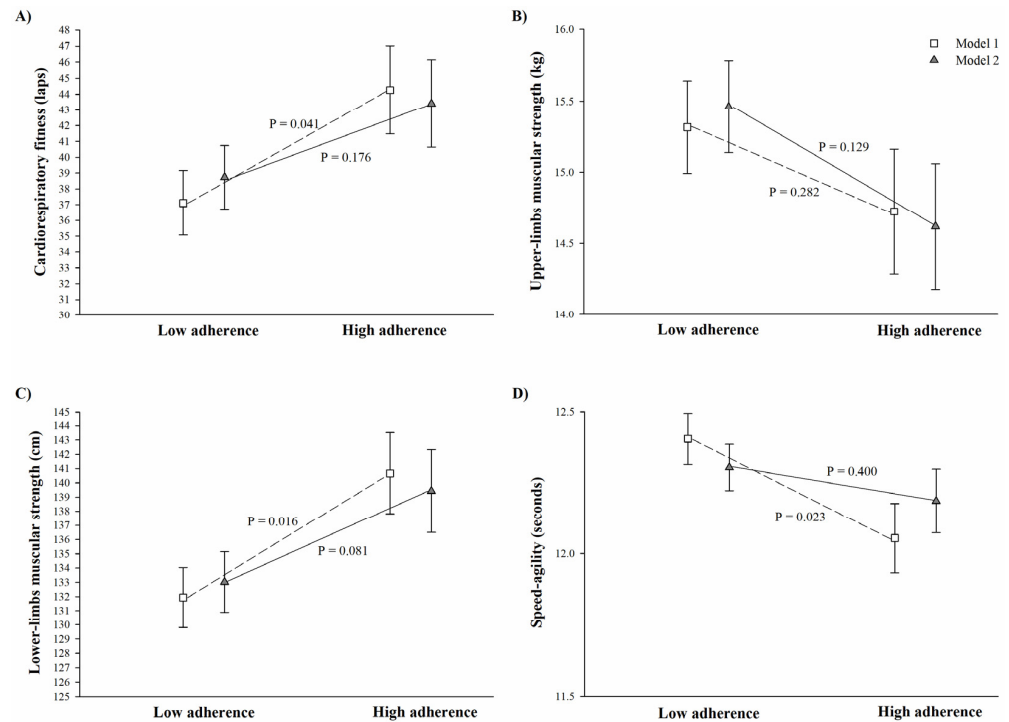 A)
Cardiorespiratory fitness (laps)
48
47
46
45
44
43
42
41
40
39
38
37
36
35
34
33
32
31
30
P = 0.041
P = 0.176
Low adherence
High adherence
B)
Upper-limbs muscular strength (kg)
16.0
15.5
15.0
14.5
14.0
Model 1
Model 2
P = 0.129
P = 0,282
Low adherence
High adherence
C)
Lower-limbs muscular strength (cm)
145
144
143
142
141
140
139
138
137
136
135
134
133
132
131
130
129
128
127
126
125
P = 0.016
P = 0.081
Low adherence
High adherence
D)
Speed-agility (seconds)
12.5
12.0
11.5
P = 0.400
P = 0.023
Low adherence
High adherence